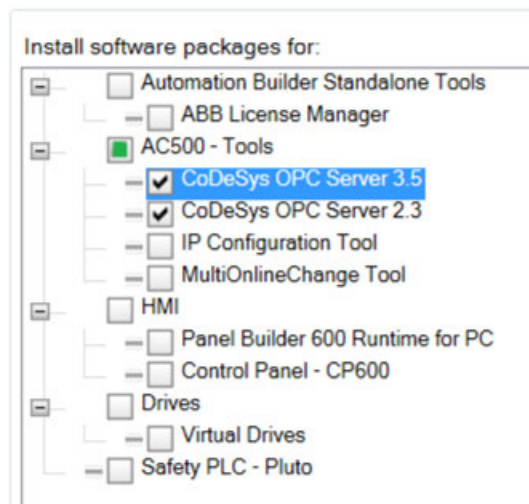 Install software packages for:
Automation Builder Standalone Tools
ABB License Manager
AC500 - Tools
CoDeSys OPC Server 3.5
CoDeSys OPC Server 2.3
IP Configuration Tool
MultiOnlineChange Tool
HMI
Panel Builder 600 Runtime for PC
Control Panel - CP600
Drives
Virtual Drives
Safety PLC - Pluto